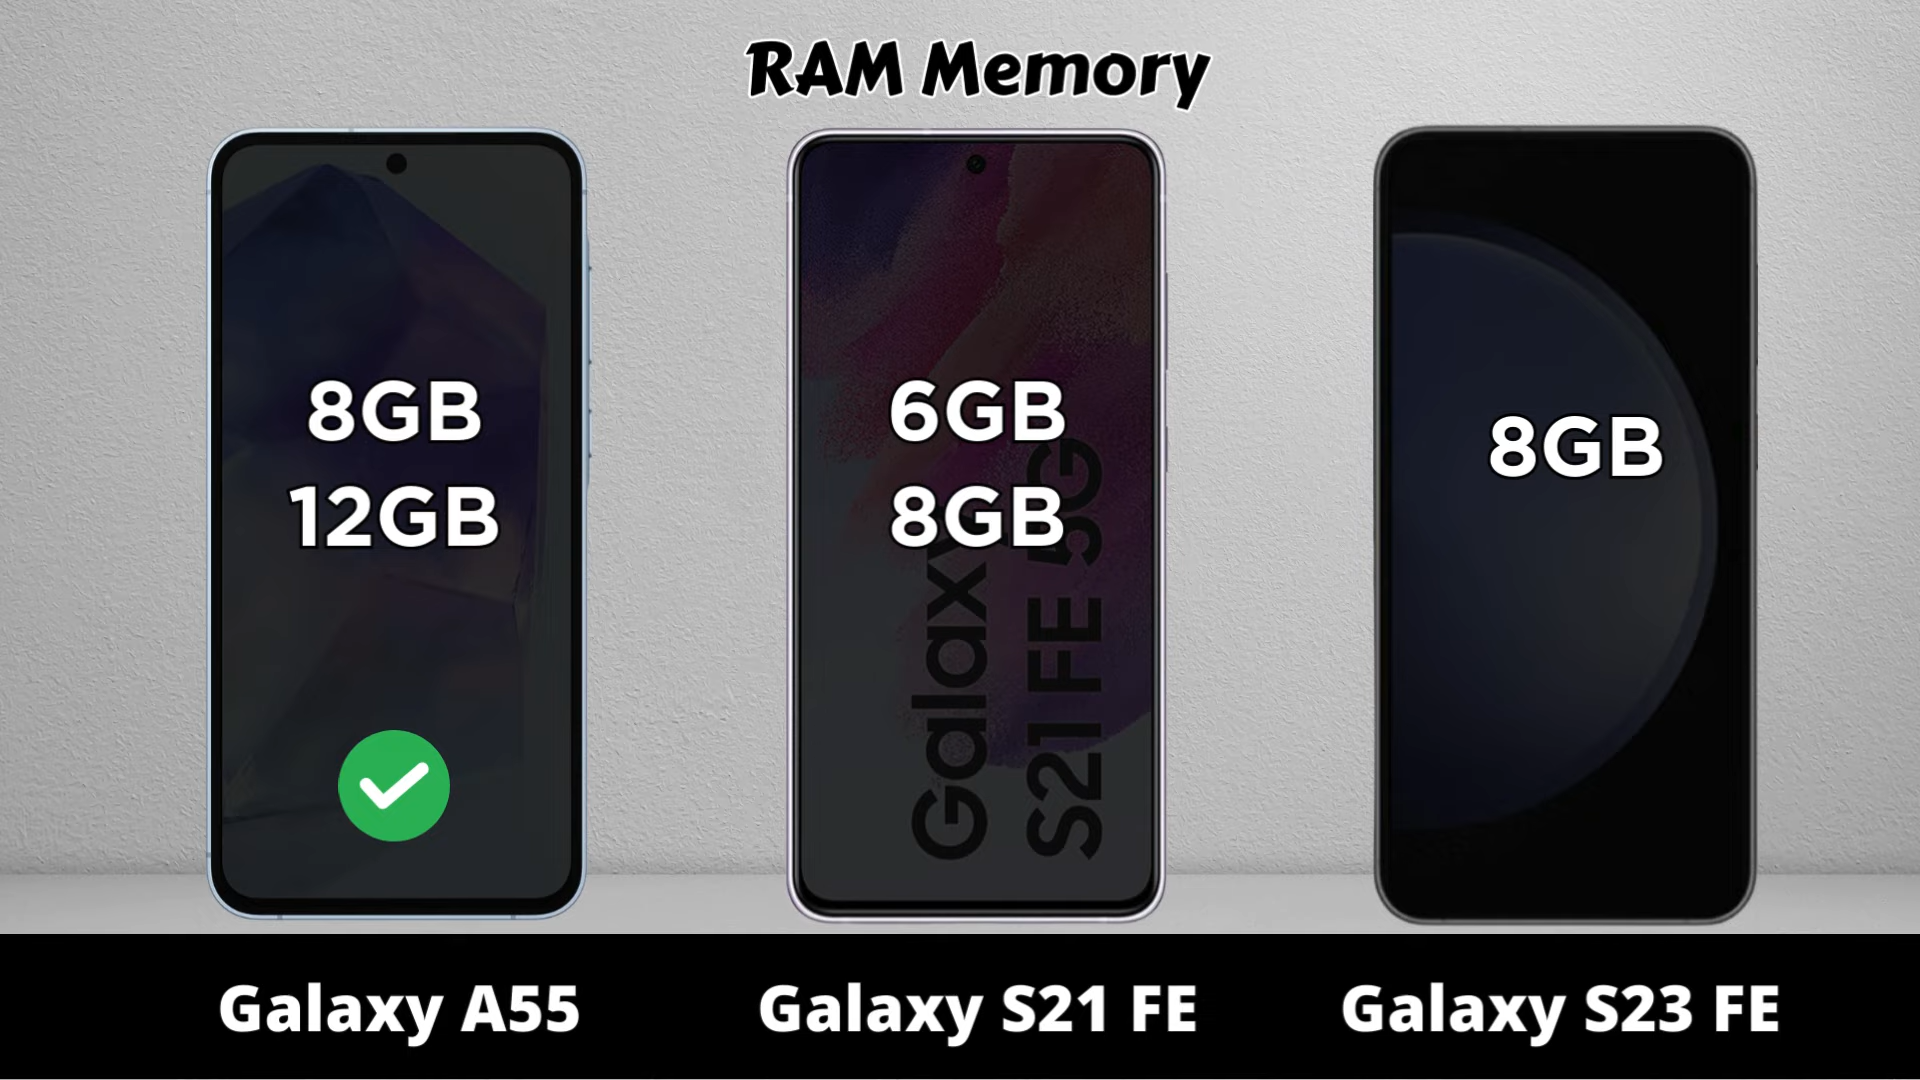 RAM Memory
8GB
12GB
6GB
8GB
8GB
Galaxy
S21 FE 5G
Galaxy A55
Galaxy S21 FE
Galaxy S23 FE